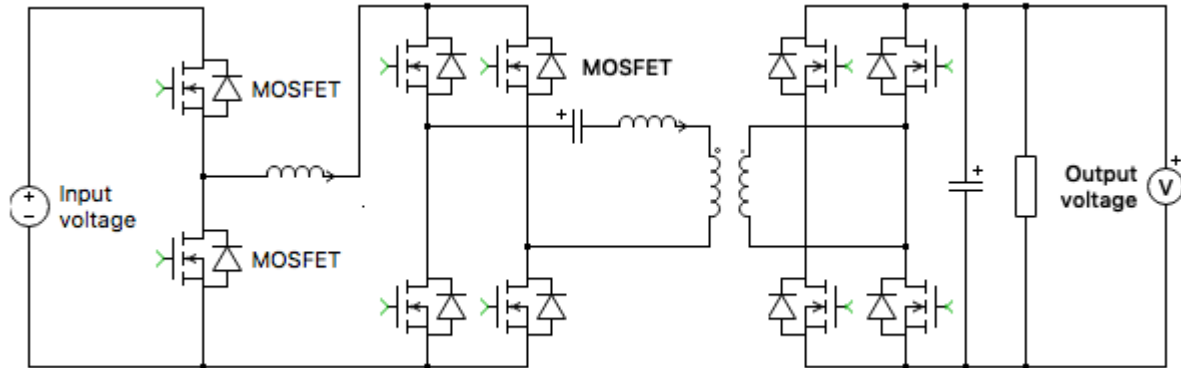 MOSFET
MOSFET
Input
voltage
MOSFET
Output
voltage
V